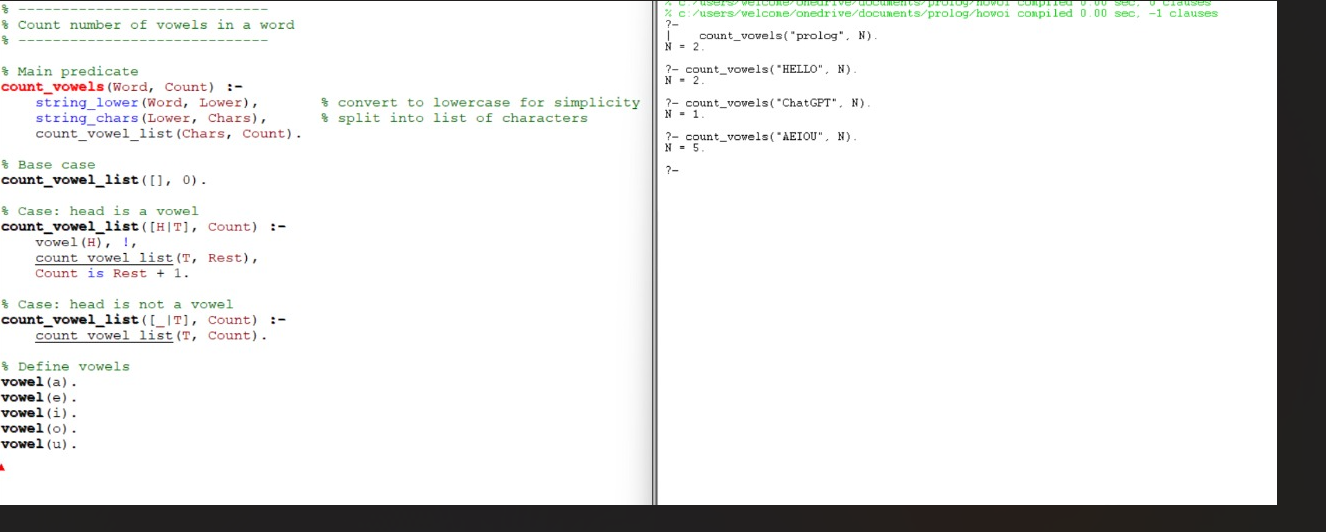 % -----------------------------
% Count number of vowels in a word
% -----------------------------
% Main predicate
count_vowels(Word, Count) :-
    string_lower(Word, Lower),       % convert to lowercase for simplicity
    string_chars(Lower, Chars),      % split into list of characters
    count_vowel_list(Chars, Count).
% Base case
count_vowel_list([], 0).
% Case: head is a vowel
count_vowel_list([H|T], Count) :-
    vowel(H), !,
    count_vowel_list(T, Rest),
    Count is Rest + 1.
% Case: head is not a vowel
count_vowel_list([_|T], Count) :-
    count_vowel_list(T, Count).
% Define vowels
vowel(a).
vowel(e).
vowel(i).
vowel(o).
vowel(u).
% c:/users/welcome/onedrive/documents/prolog/howoi compiled 0.00 sec, 0 clauses
% c:/users/welcome/onedrive/documents/prolog/howoi compiled 0.00 sec, -1 clauses
?-
|    count_vowels("prolog", N).
N = 2.
?- count_vowels("HELLO", N).
N = 2.
?- count_vowels("ChatGPT", N).
N = 1.
?- count_vowels("AEIOU", N).
N = 5.
?-